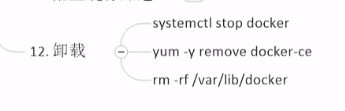 systemctl stop docker
12. 卸载
yum -y remove docker-ce
rm -rf /var/lib/docker